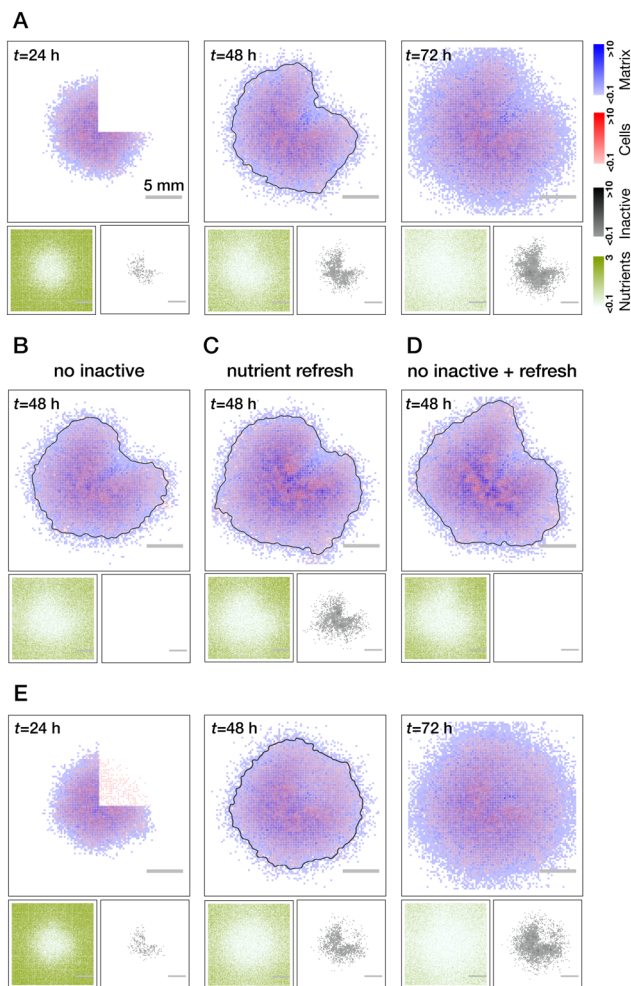 A
t=24 h
t=48 h
t=72 h
5 mm
<0.1 >10
Matrix
<0.1 >10
Cells
<0.1 >10
Inactive
<0.1 3
Nutrients
B
C
D
no inactive
nutrient refresh
no inactive + refresh
t=48 h
t=48 h
t=48 h
E
t=24 h
t=48 h
t=72 h